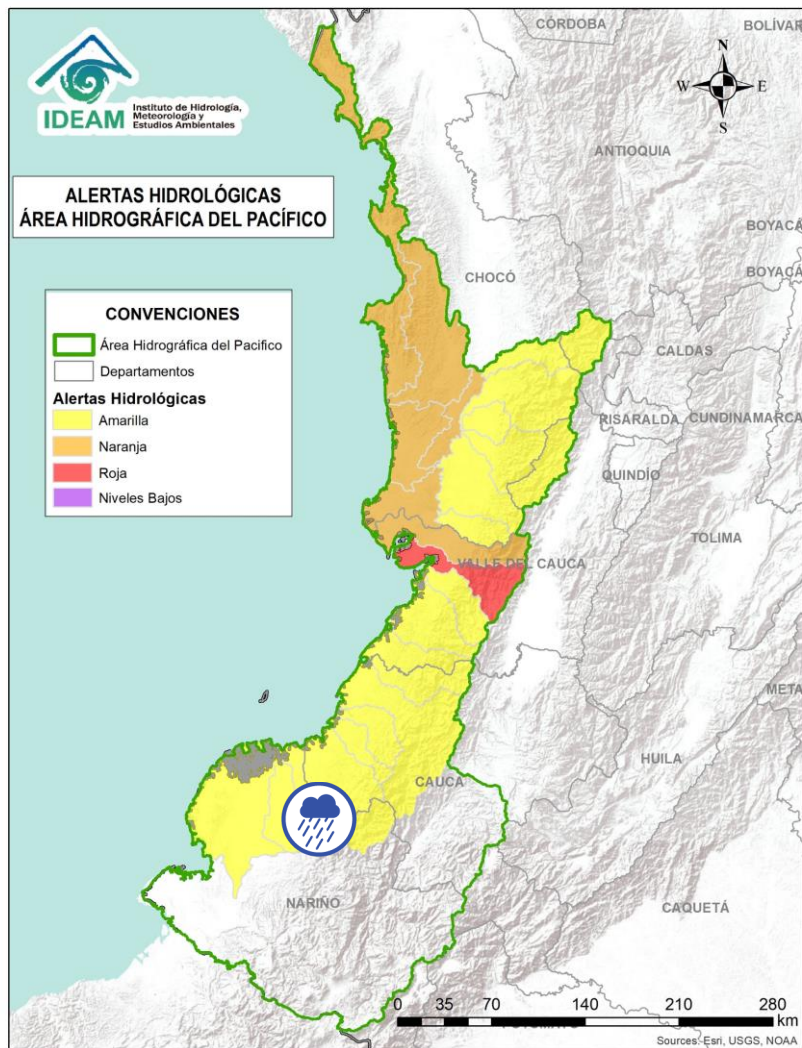 IDEAM
Instituto de Hidrología,
Meteorología y
Estudios Ambientales
ALERTAS HIDROLÓGICAS
ÁREA HIDROGRÁFICA DEL PACÍFICO
CONVENCIONES
Área Hidrográfica del Pacifico
Departamentos
Alertas Hidrológicas
Amarilla
Naranja
Roja
Niveles Bajos
N
W E
S
CÓRDOBA
BOLÍVAR
ANTIOQUIA
BOYACÁ
BOYACÁ
CHOCÓ
CALDAS
RISARALDA
CUNDINAMARCA
QUINDÍO
TOLIMA
VALLE DEL CAUCA
META
HUILA
CAUCA
NARIÑO
CAQUETÁ
0 35 70 140 210 280
km
Sources: Esri, USGS, NOAA